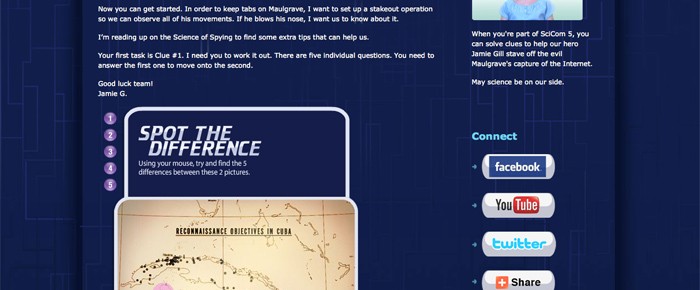 Now you can get started. In order to keep tabs on Maulgrave, I want to set up a stakeout operation
so we can observe all of his movements. If he blows his nose, I want us to know about it.
I'm reading up on the Science of Spying to find some extra tips that can help us.
Your first task is Clue #1. I need you to work it out. There are five individual questions. You need to
answer the first one to move onto the second.
Good luck team!
Jamie G.
1
2
3
4
5
SPOT THE
DIFFERENCE
Using your mouse, try and find the 5
differences between these 2 pictures.
RECONNAISSANCE OBJECTIVES IN CUBA
When you're part of SciCom 5, you
can solve clues to help our hero
Jamie Gill stave off the evil
Maulgrave's capture of the Internet.
May science be on our side.
Connect
facebook
YouTube
twitter
Share